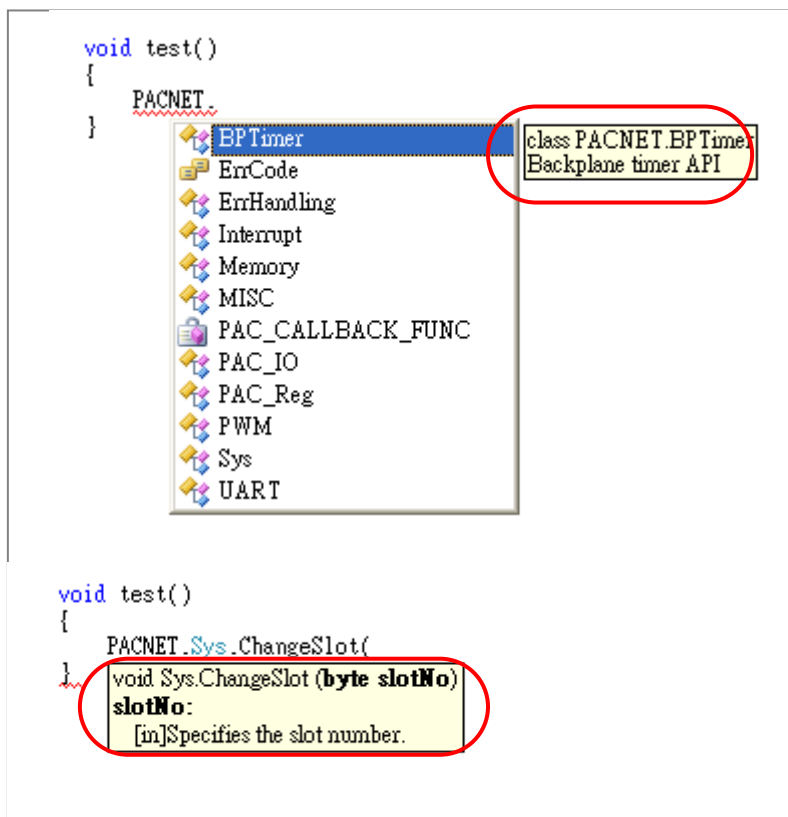 void test()
{
PACNET.
}
BPTimer
class PACNET.BPTimer
Backplane timer API
ErrCode
ErrHandling
Interrupt
Memory
MISC
PAC_CALLBACK_FUNC
PAC_IO
PAC_Reg
PWM
Sys
UART
void test()
{
PACNET.Sys.ChangeSlot(
}
void Sys.ChangeSlot (byte slotNo)
slotNo:
[in]Specifies the slot number.